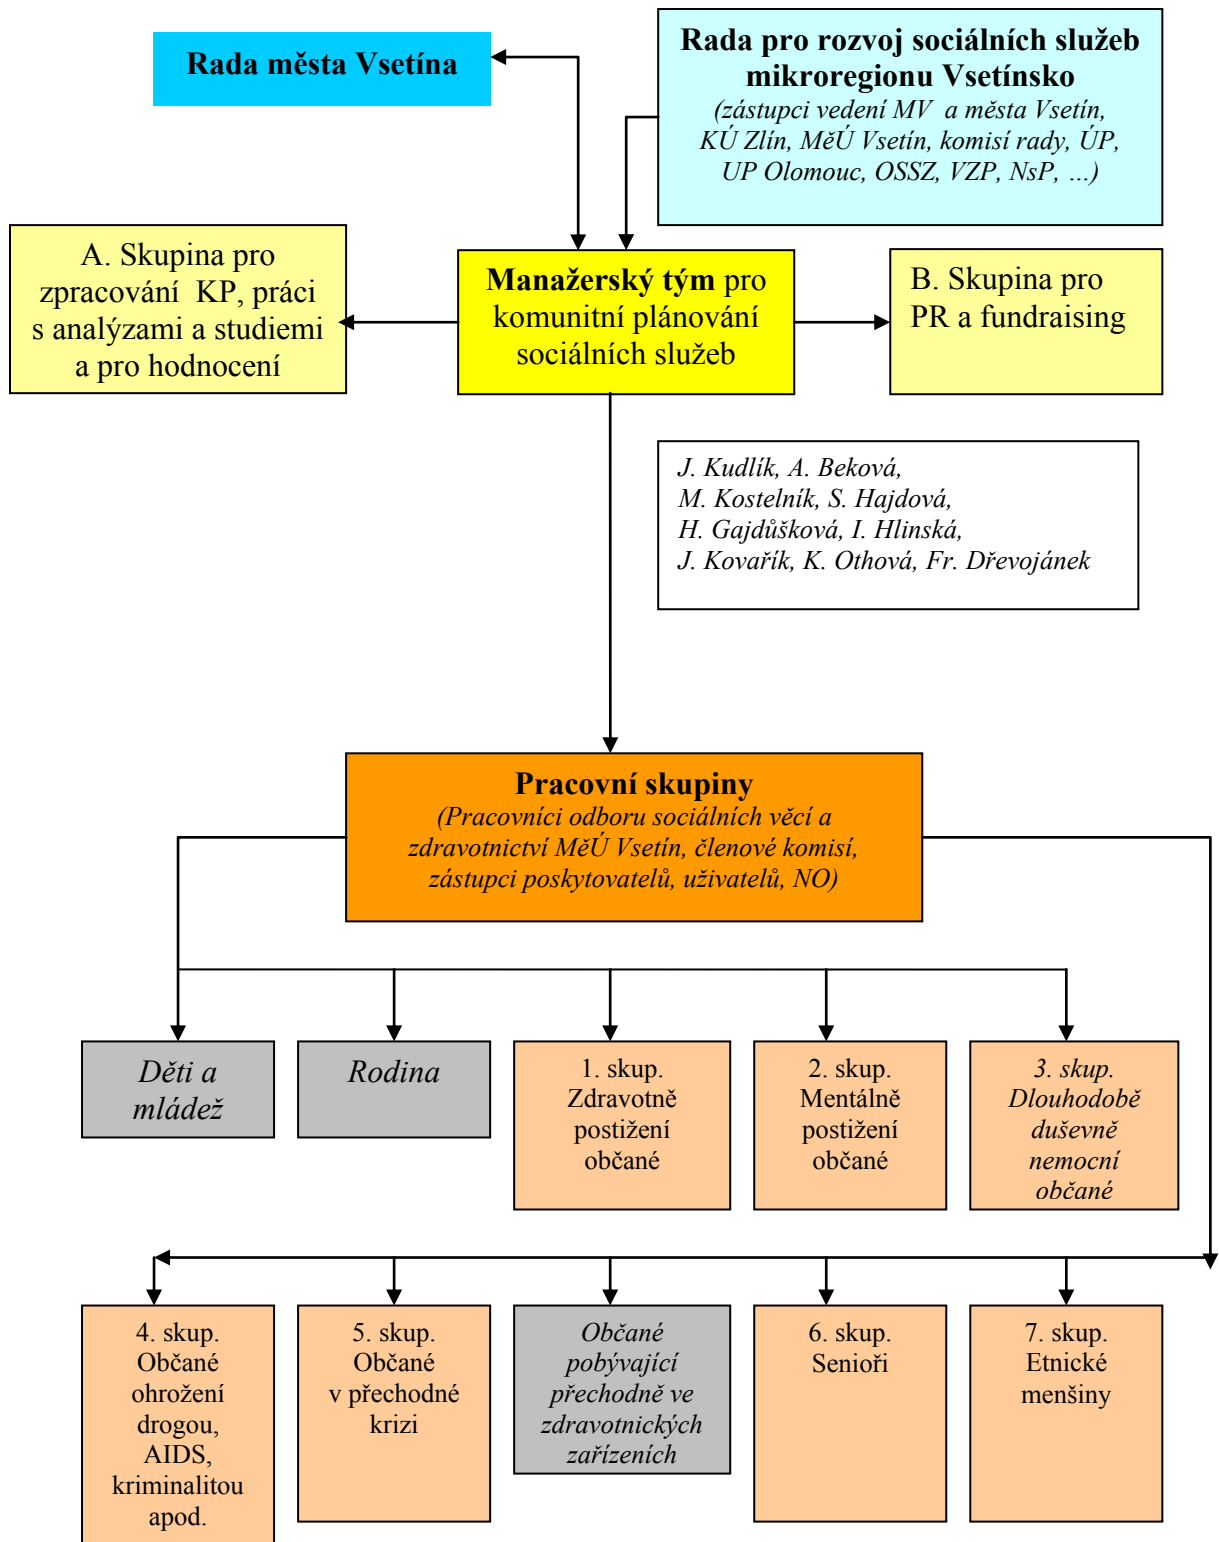 Rada města Vsetína
Rada pro rozvoj sociálních služeb
mikroregionu Vsetínsko
(zástupci vedení MV a města Vsetín,
KÚ Zlín, MěÚ Vsetín, komisí rady, ÚP,
UP Olomouc, OSSZ, VZP, NsP, …)
A. Skupina pro
zpracování KP, práci
s analýzami a studiemi
a pro hodnocení
Manažerský tým pro
komunitní plánování
sociálních služeb
B. Skupina pro
PR a fundraising
J. Kudlík, A. Beková,
M. Kostelník, S. Hajdová,
H. Gajdůšková, I. Hlinská,
J. Kovařík, K. Othová, Fr. Dřevojánek
Pracovní skupiny
(Pracovníci odboru sociálních věcí a
zdravotnictví MěÚ Vsetín, členové komisí,
zástupci poskytovatelů, uživatelů, NO)
Děti a
mládež
Rodina
1. skup.
Zdravotně
postižení
občané
2. skup.
Mentálně
postižení
občané
3. skup.
Dlouhodobě
duševně
nemocní
občané
4. skup.
Občané
ohrožení
drogou,
AIDS,
kriminalitou
apod.
5. skup.
Občané
v přechodné
krizi
Občané
pobývající
přechodně ve
zdravotnických
zařízeních
6. skup.
Senioři
7. skup.
Etnické
menšiny